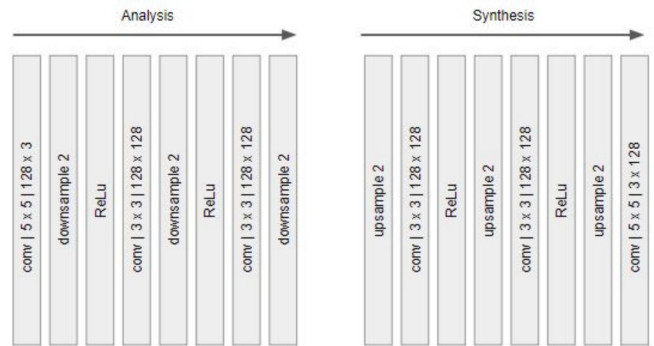 Analysis
conv | 5 x 5 | 128 x 3
downsample 2
ReLu
conv | 3 x 3 | 128 x 128
downsample 2
ReLu
conv | 3 x 3 | 128 x 128
downsample 2
Synthesis
upsample 2
conv | 3 x 3 | 128 x 128
ReLu
upsample 2
conv | 3 x 3 | 128 x 128
ReLu
upsample 2
conv | 5 x 5 | 3 x 128